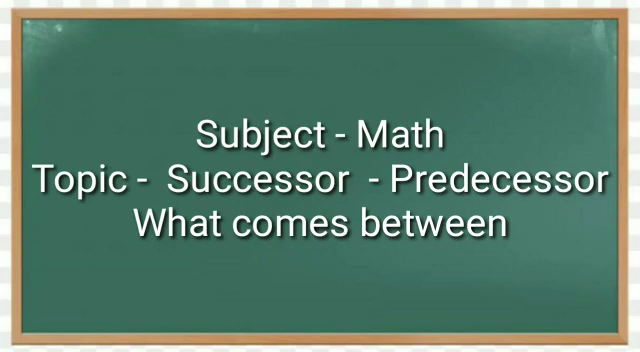 Subject - Math
Topic - Successor - Predecessor
What comes between